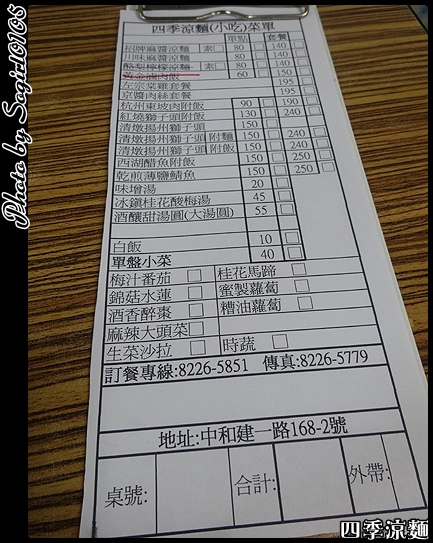 四季涼麵(小吃)菜單
單點 套餐
招牌麻醬涼麵 素□ 80□ 140□
川味麻醬涼麵 80□ 140□
酪梨檸檬涼麵 素□ 80□ 140□
黃金滷肉飯 60□ 150□
左宗棠雞套餐 195□
京醬肉絲套餐 195□
杭州東坡肉附飯 90□ 190□
紅燒獅子頭附飯 130□ 240□
清燉揚州獅子頭 150□
清燉揚州獅子頭 附麵 150□ 240□
清燉揚州獅子頭 附飯 150□ 240□
西湖醋魚附飯 150□ 250□
乾煎薄鹽鯖魚 150□ 250□
味增湯 20□
冰鎮桂花酸梅湯 45□
酒釀甜湯圓(大湯圓) 55□
白飯 10□
單盤小菜 40□
梅汁番茄 □ 桂花馬蹄 □
錦菇水蓮 □ 蜜製蘿蔔 □
酒香醉棗 □ 糟油蘿蔔 □
麻辣大頭菜 □
生菜沙拉 □ 時蔬 □
訂餐專線:8226-5851 傳真:8226-5779
地址:中和建一路168-2號
桌號: 合計: 外帶:
四季涼麵
Photo by Sogirl0105